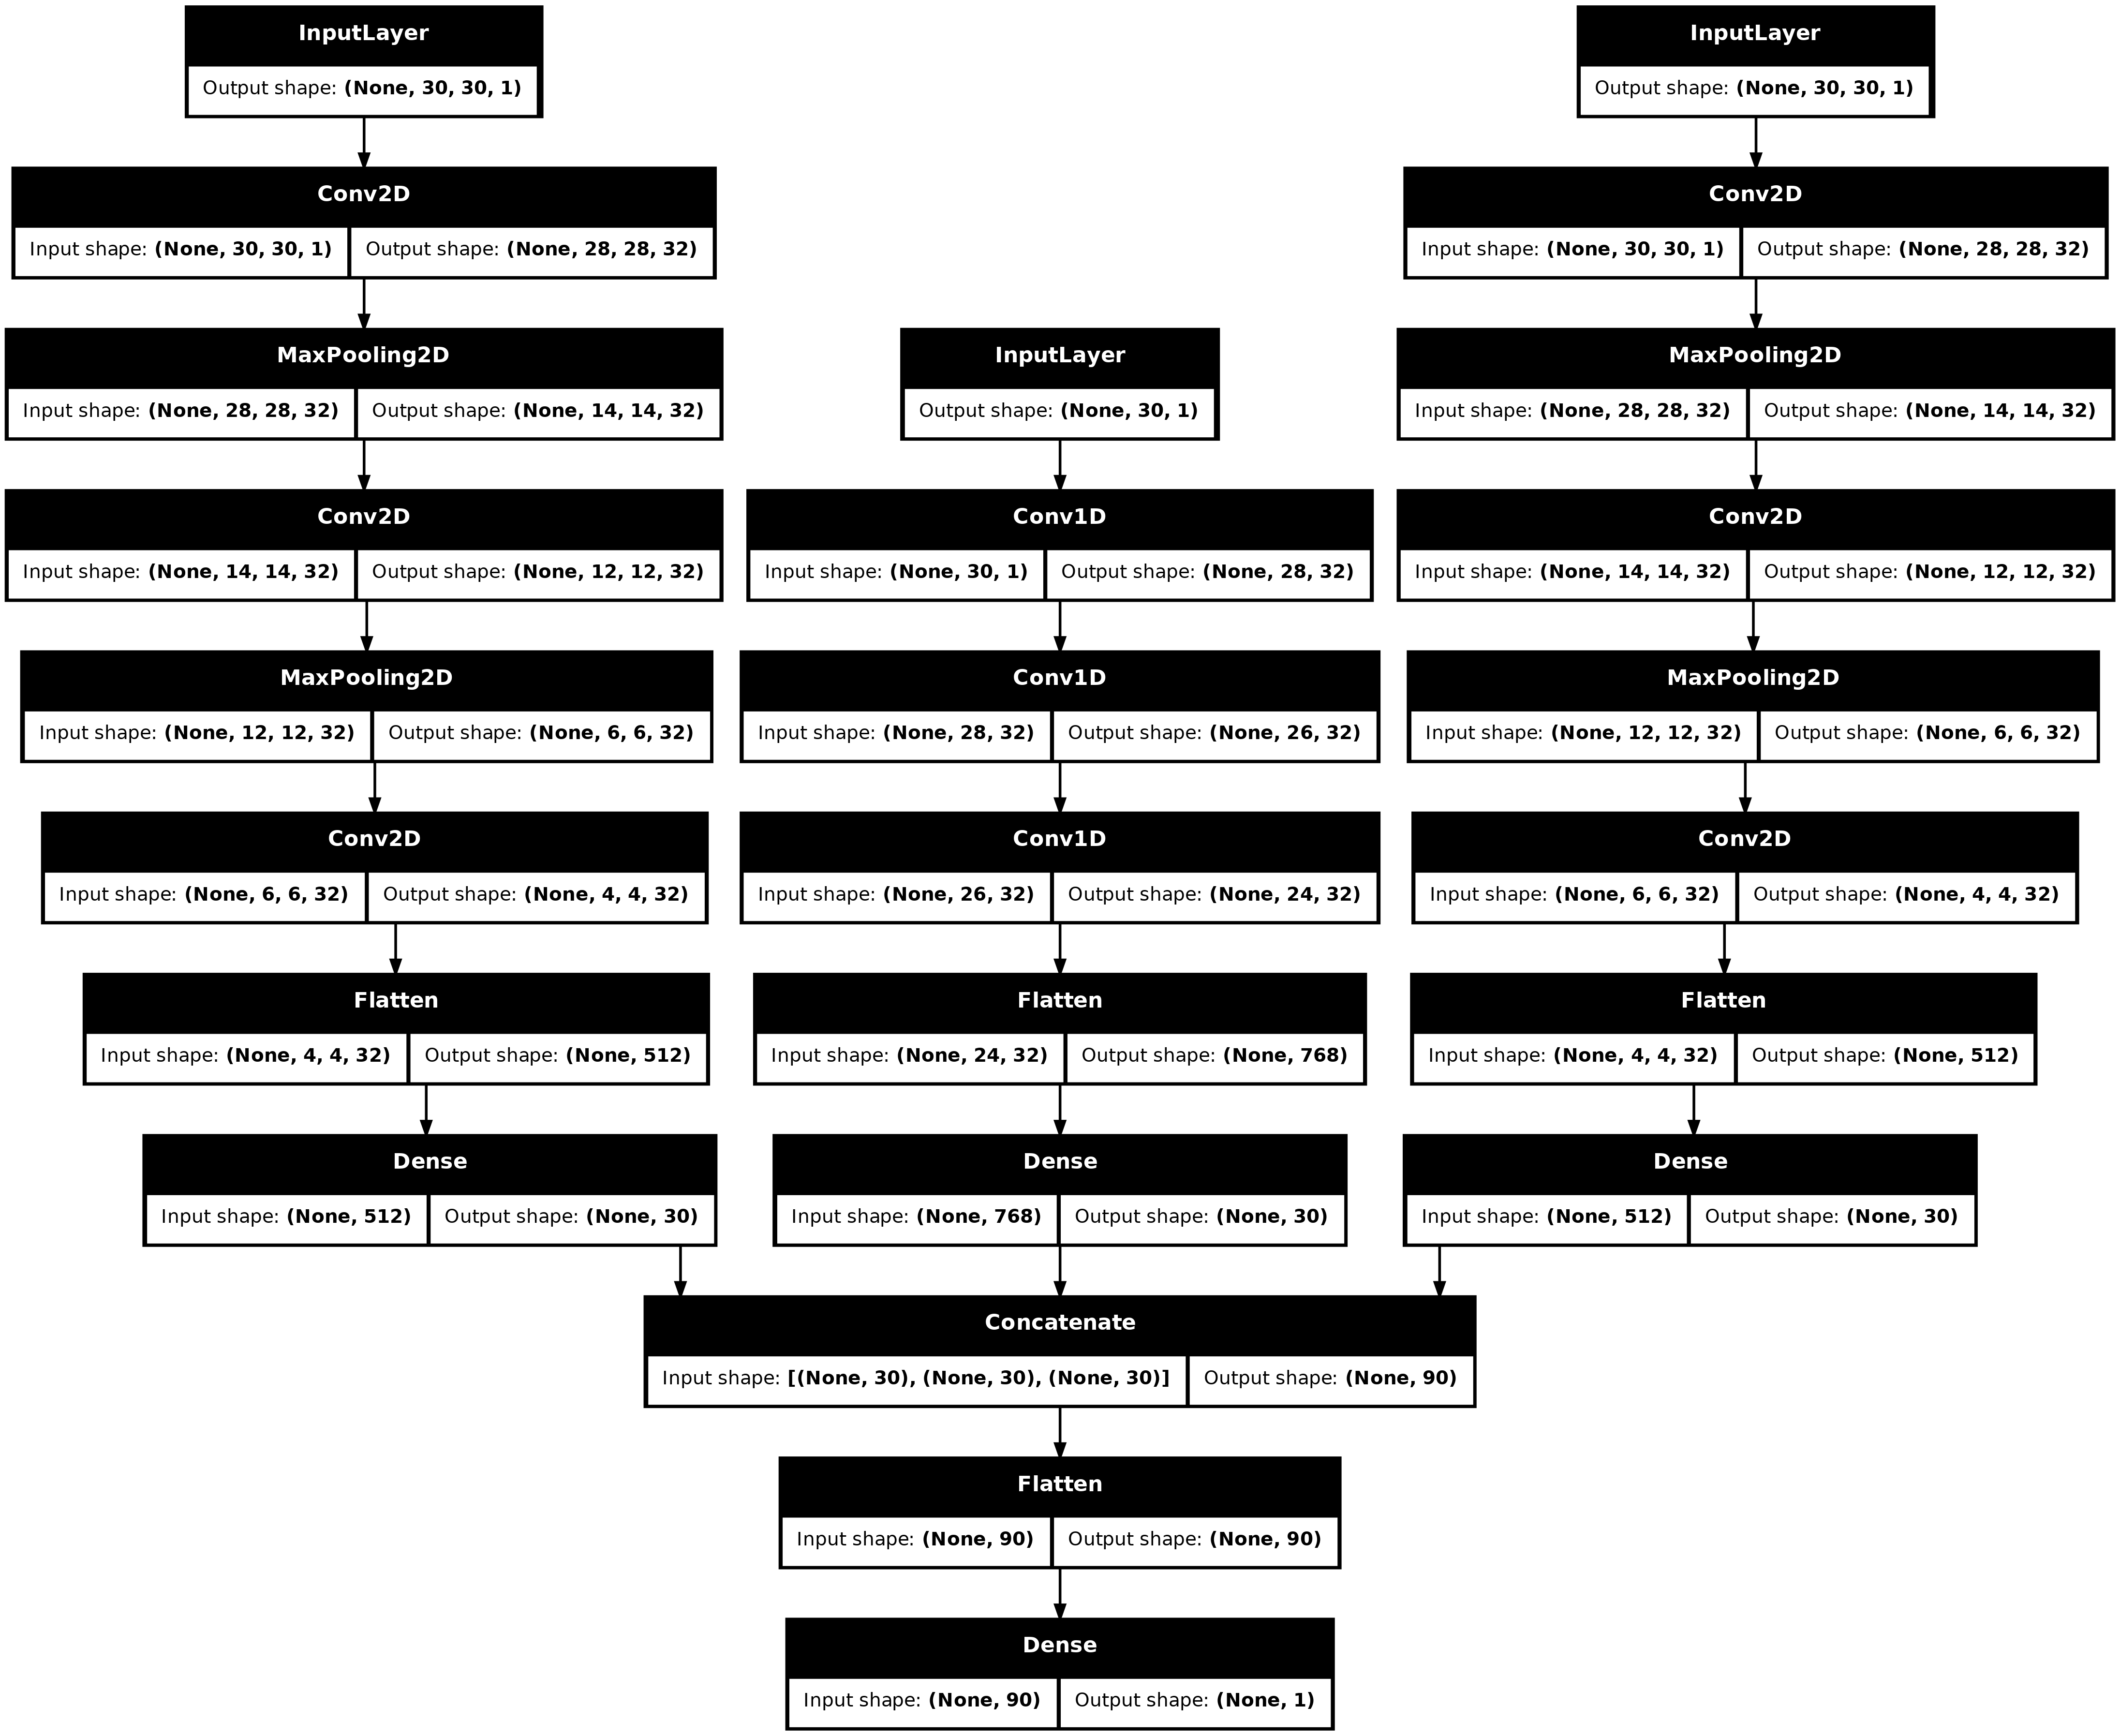 InputLayer
Output shape: (None, 30, 30, 1)
Conv2D
Input shape: (None, 30, 30, 1) Output shape: (None, 28, 28, 32)
MaxPooling2D
Input shape: (None, 28, 28, 32) Output shape: (None, 14, 14, 32)
Conv2D
Input shape: (None, 14, 14, 32) Output shape: (None, 12, 12, 32)
MaxPooling2D
Input shape: (None, 12, 12, 32) Output shape: (None, 6, 6, 32)
Conv2D
Input shape: (None, 6, 6, 32) Output shape: (None, 4, 4, 32)
Flatten
Input shape: (None, 4, 4, 32) Output shape: (None, 512)
Dense
Input shape: (None, 512) Output shape: (None, 30)
InputLayer
Output shape: (None, 30, 1)
Conv1D
Input shape: (None, 30, 1) Output shape: (None, 28, 32)
Conv1D
Input shape: (None, 28, 32) Output shape: (None, 26, 32)
Conv1D
Input shape: (None, 26, 32) Output shape: (None, 24, 32)
Flatten
Input shape: (None, 24, 32) Output shape: (None, 768)
Dense
Input shape: (None, 768) Output shape: (None, 30)
InputLayer
Output shape: (None, 30, 30, 1)
Conv2D
Input shape: (None, 30, 30, 1) Output shape: (None, 28, 28, 32)
MaxPooling2D
Input shape: (None, 28, 28, 32) Output shape: (None, 14, 14, 32)
Conv2D
Input shape: (None, 14, 14, 32) Output shape: (None, 12, 12, 32)
MaxPooling2D
Input shape: (None, 12, 12, 32) Output shape: (None, 6, 6, 32)
Conv2D
Input shape: (None, 6, 6, 32) Output shape: (None, 4, 4, 32)
Flatten
Input shape: (None, 4, 4, 32) Output shape: (None, 512)
Dense
Input shape: (None, 512) Output shape: (None, 30)
Concatenate
Input shape: [(None, 30), (None, 30), (None, 30)] Output shape: (None, 90)
Flatten
Input shape: (None, 90) Output shape: (None, 90)
Dense
Input shape: (None, 90) Output shape: (None, 1)